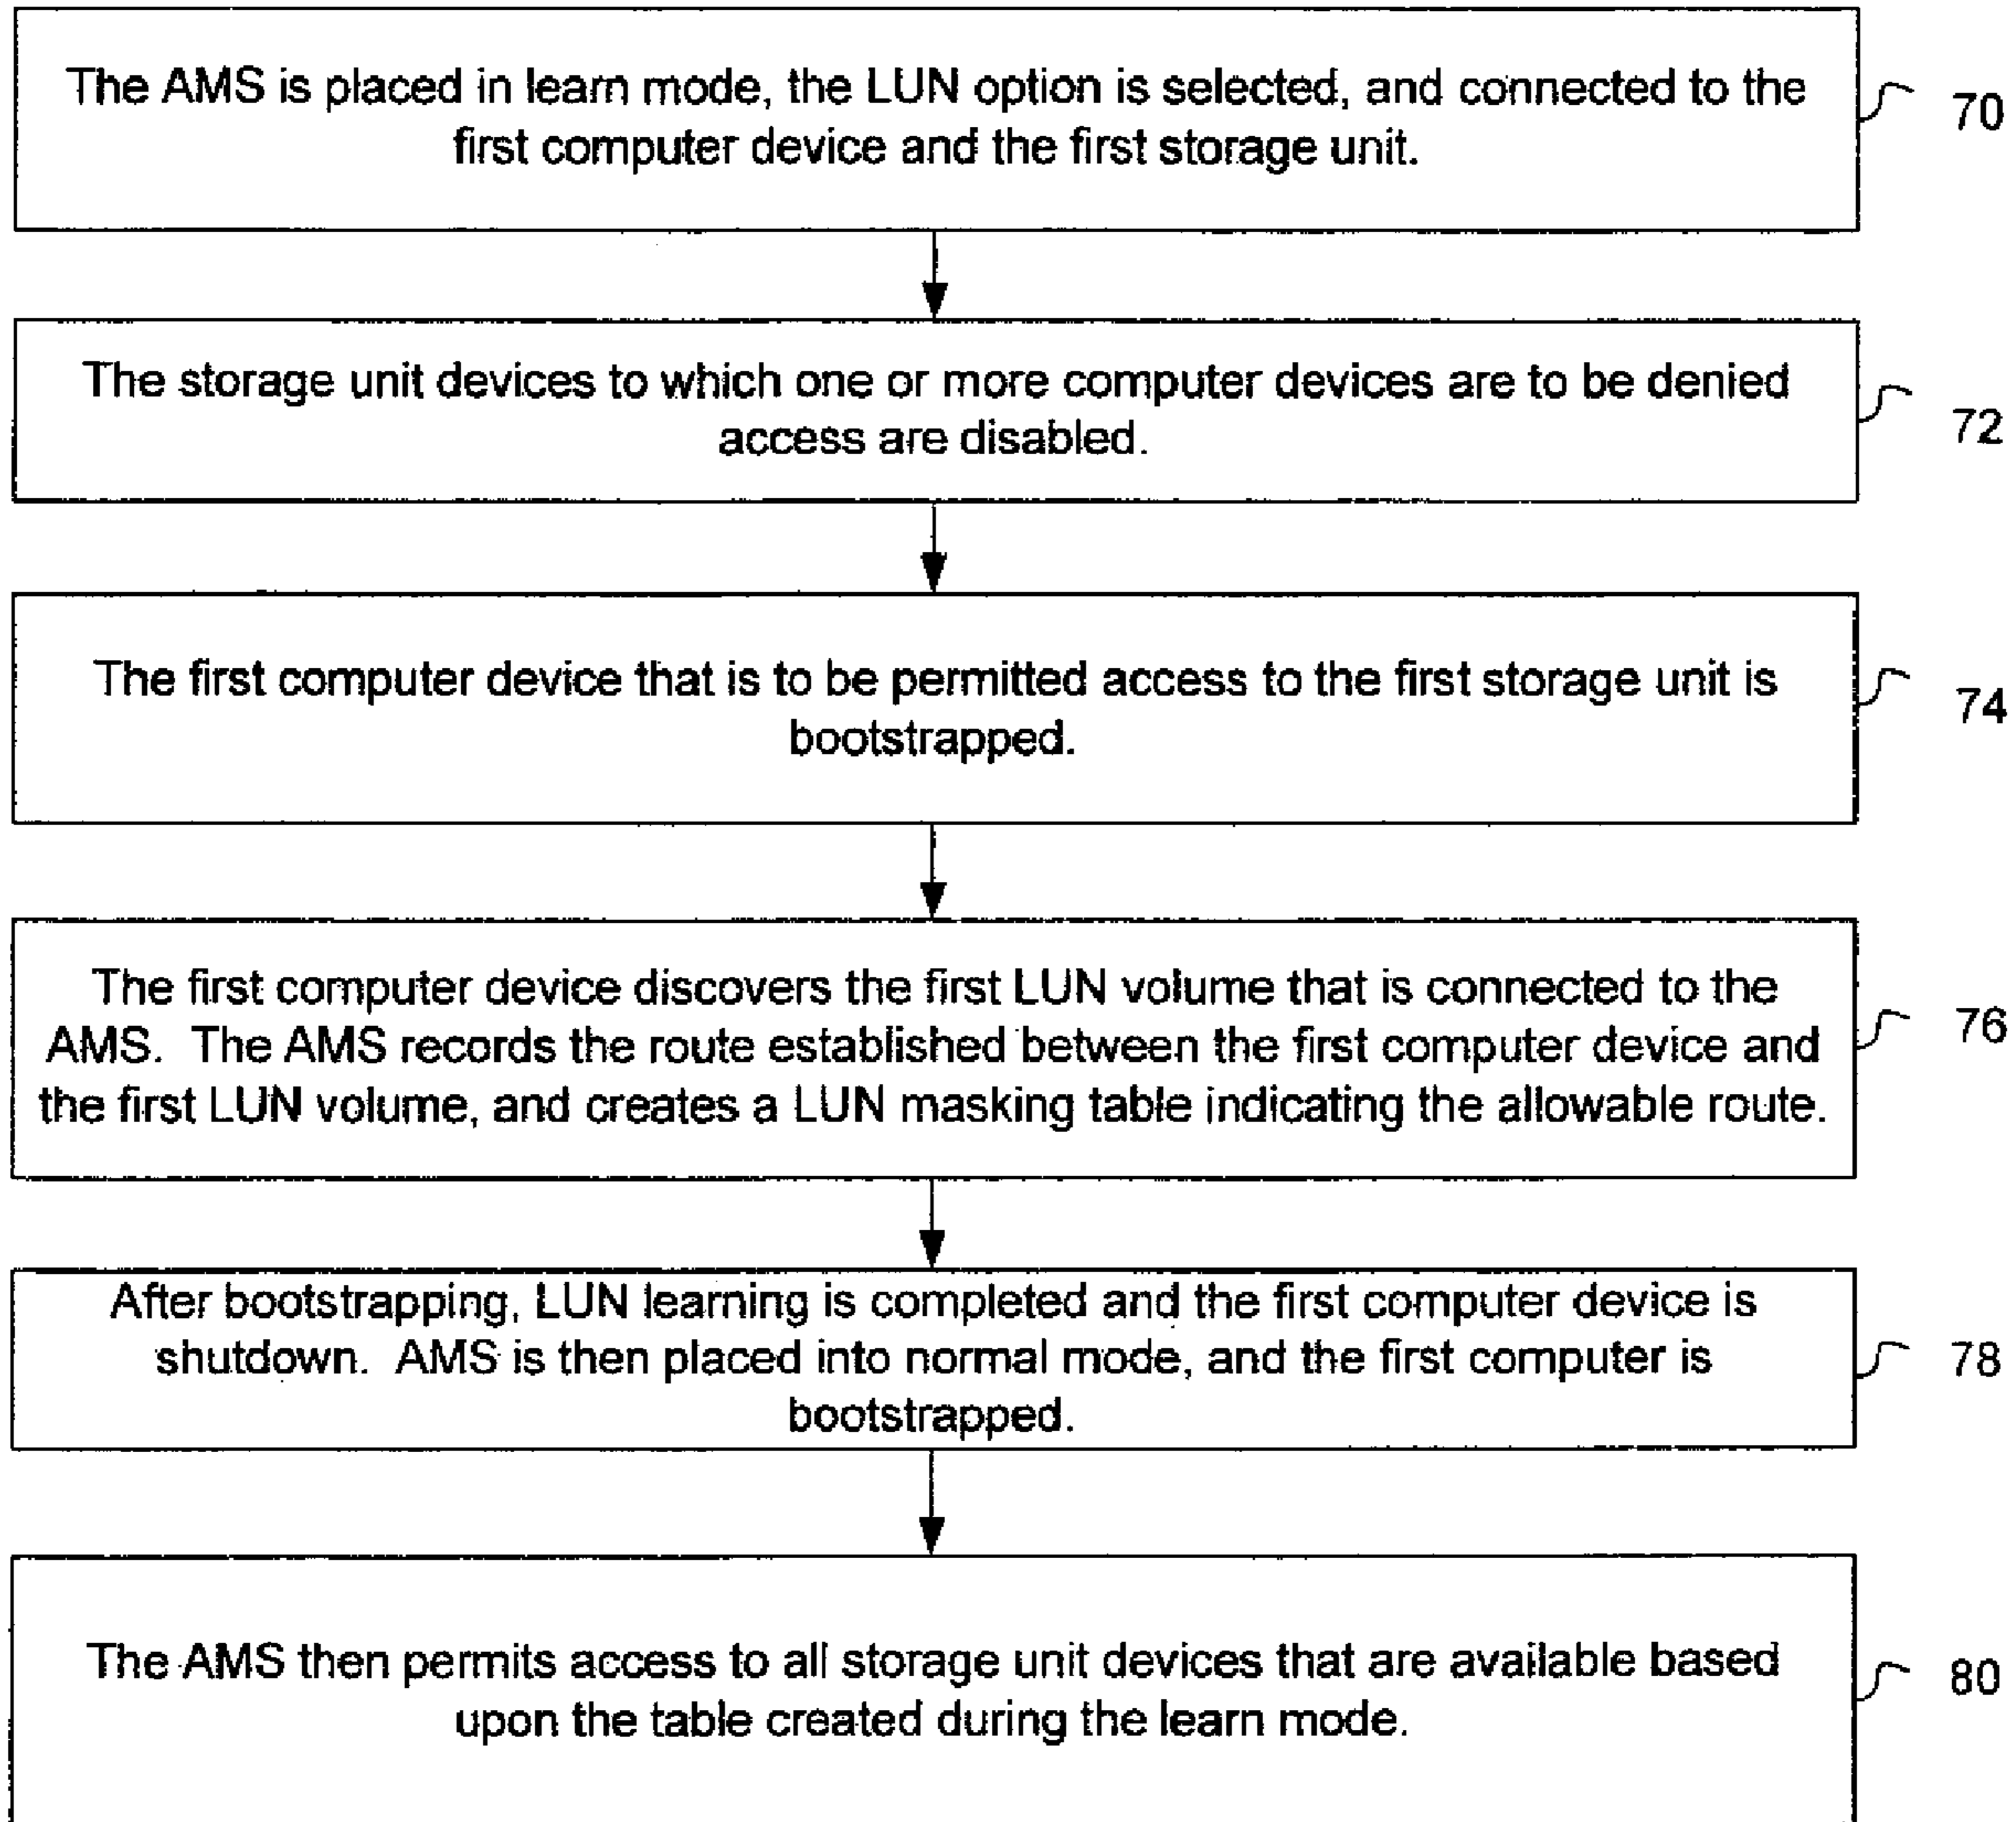 The AMS is placed in learn mode, the LUN option is selected, and connected to the
first computer device and the first storage unit.
70
The storage unit devices to which one or more computer devices are to be denied
access are disabled.
72
The first computer device that is to be permitted access to the first storage unit is
bootstrapped.
74
The first computer device discovers the first LUN volume that is connected to the
AMS. The AMS records the route established between the first computer device and
the first LUN volume, and creates a LUN masking table indicating the allowable route.
76
After bootstrapping, LUN learning is completed and the first computer device is
shutdown. AMS is then placed into normal mode, and the first computer is
bootstrapped.
78
The AMS then permits access to all storage unit devices that are available based
upon the table created during the learn mode.
80